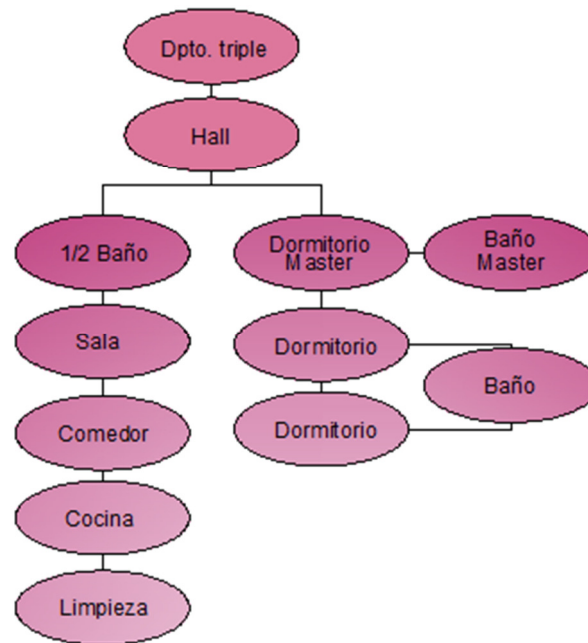 Dpto. triple
Hall
1/2 Baño
Dormitorio
Master
Baño
Master
Sala
Dormitorio
Baño
Comedor
Dormitorio
Cocina
Limpieza